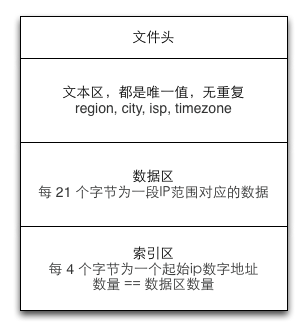 文件头
文本区，都是唯一值，无重复
region, city, isp, timezone
数据区
每 21 个字节为一段IP范围对应的数据
索引区
每 4 个字节为一个起始ip数字地址
数量 == 数据区数量